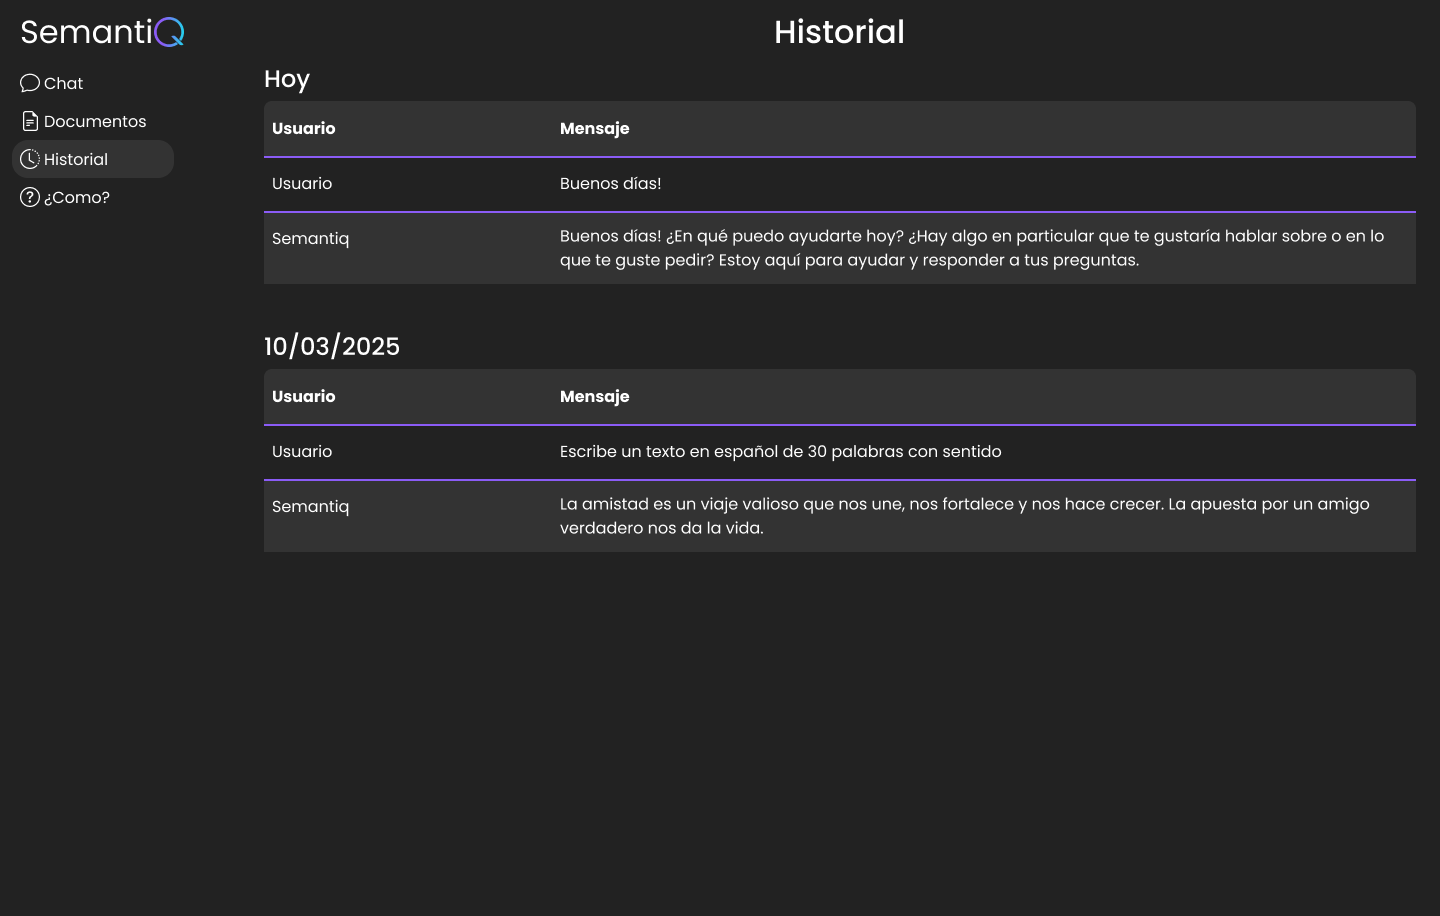 SemantiQ
Chat
Documentos
Historial
¿Como?
Historial
Hoy
Usuario Mensaje
Usuario Buenos días!
Semantiq Buenos días! ¿En qué puedo ayudarte hoy? ¿Hay algo en particular que te gustaría hablar sobre o en lo
que te guste pedir? Estoy aquí para ayudar y responder a tus preguntas.
10/03/2025
Usuario Mensaje
Usuario Escribe un texto en español de 30 palabras con sentido
Semantiq La amistad es un viaje valioso que nos une, nos fortalece y nos hace crecer. La apuesta por un amigo
verdadero nos da la vida.